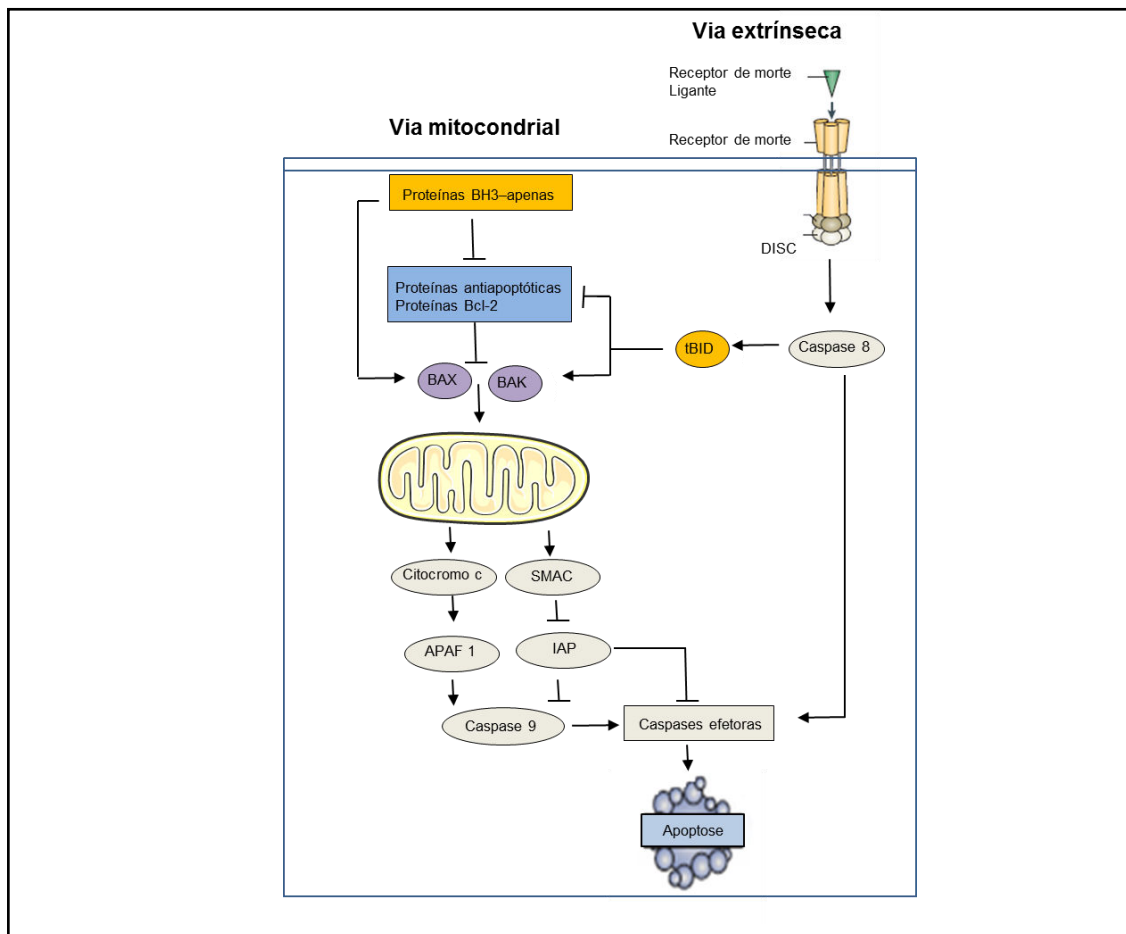 Via extrínseca
Receptor de morte
Ligante
Via mitocondrial
Receptor de morte
Proteínas BH3–apenas
DISC
Proteínas antiapoptóticas
Proteínas Bcl-2
tBID
Caspase 8
BAX
BAK
Citocromo c
SMAC
APAF 1
IAP
Caspase 9
Caspases efetoras
Apoptose